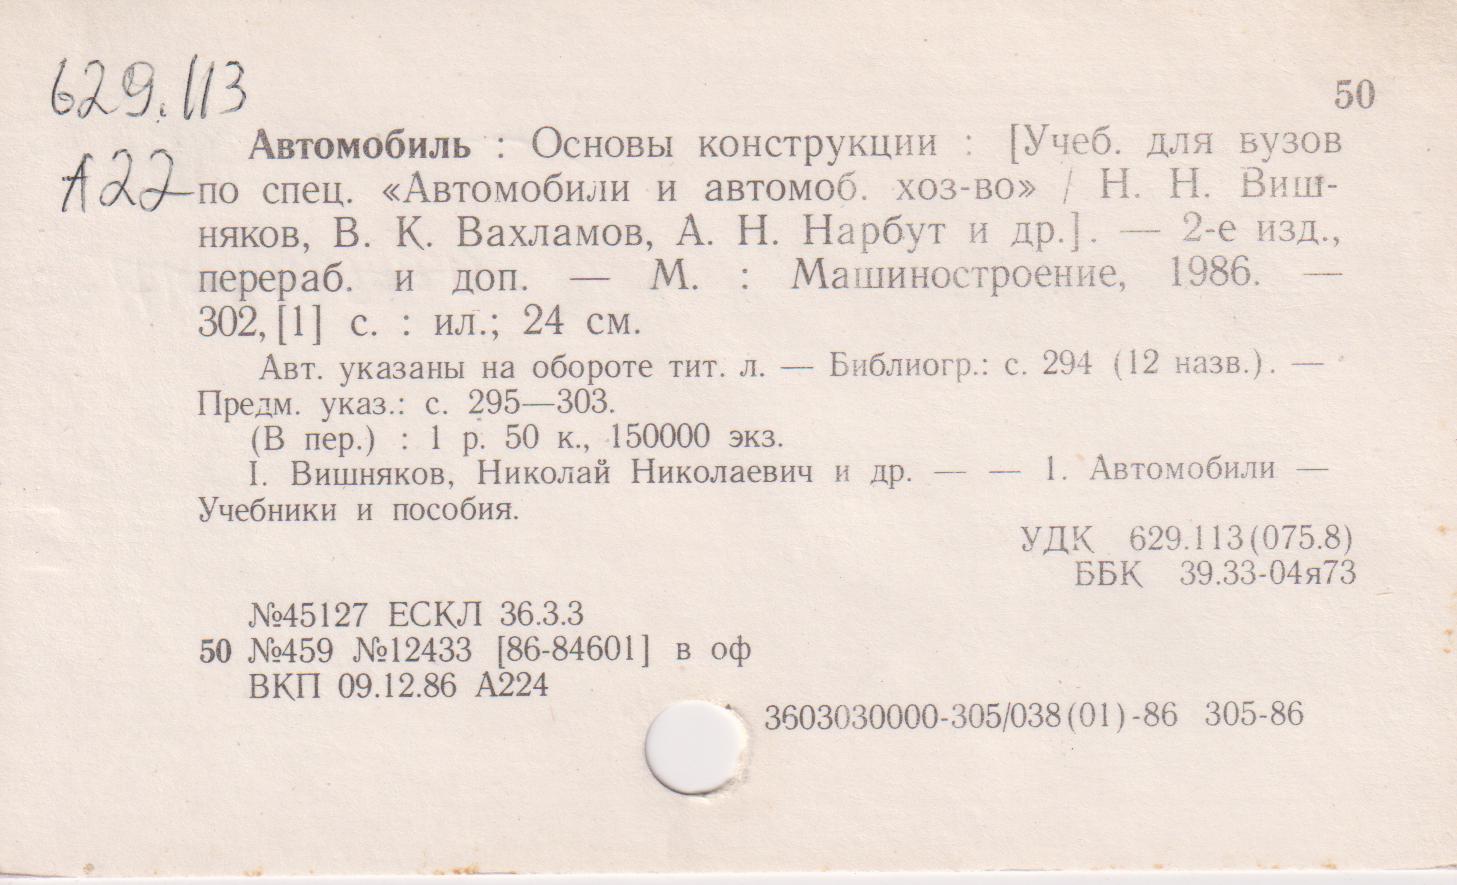 629.113
50
Автомобиль : Основы конструкции : [Учеб. для вузов
А22
по спец. «Автомобили и автомоб. хоз-во» / Н. Н. Виш-
няков, В. К. Вахламов, А. Н. Нарбут и др.]. — 2-е изд.,
перераб. и доп. — М. : Машиностроение, 1986. —
302, [1] с. : ил.; 24 см.
Авт. указаны на обороте тит. л. — Библиогр.: с. 294 (12 назв.). —
Предм. указ.: с. 295—303.
(В пер.) : 1 р. 50 к., 150000 экз.
I. Вишняков, Николай Николаевич и др. — — 1. Автомобили —
Учебники и пособия.
УДК 629.113(075.8)
ББК 39.33-04я73
№45127 ЕСКЛ 36.3.3
50 №459 №12433 [86-84601] в оф
ВКП 09.12.86 А224
3603030000-305/038(01)-86 305-86